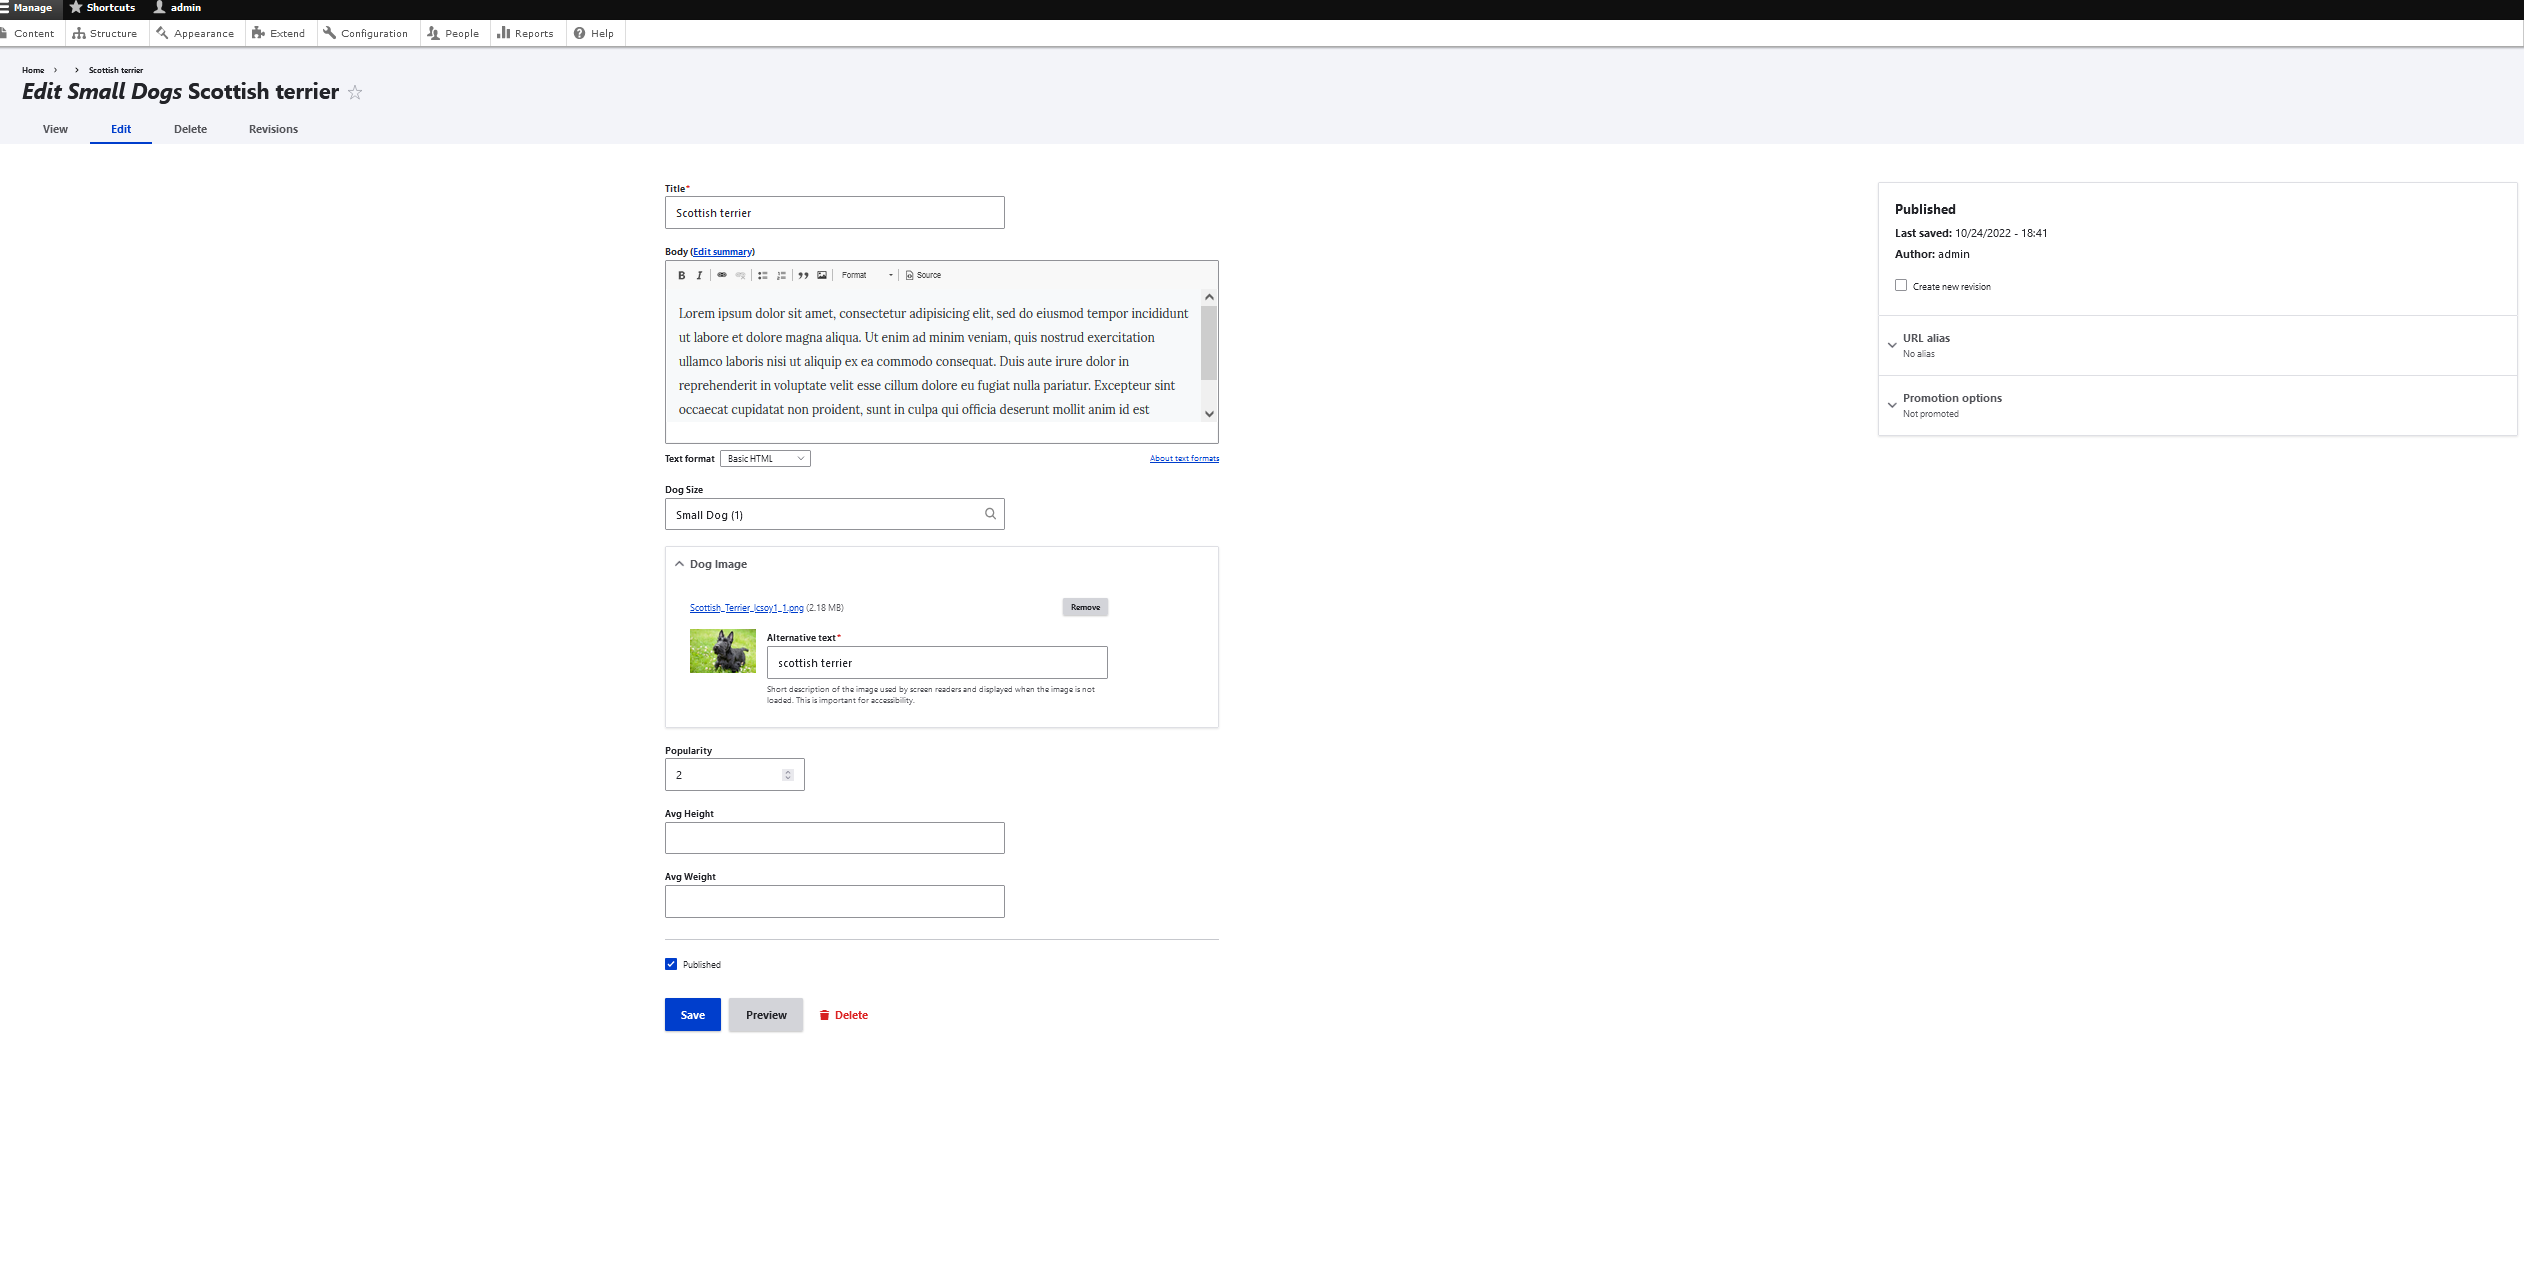 Manage Shortcuts admin
Content Structure Appearance Extend Configuration People Reports Help
Home › › Scottish terrier
Edit Small Dogs Scottish terrier
View Edit Delete Revisions
Title*
Scottish terrier
Body (Edit summary)
B I Format Source
Lorem ipsum dolor sit amet, consectetur adipisicing elit, sed do eiusmod tempor incididunt
ut labore et dolore magna aliqua. Ut enim ad minim veniam, quis nostrud exercitation
ullamco laboris nisi ut aliquip ex ea commodo consequat. Duis aute irure dolor in
reprehenderit in voluptate velit esse cillum dolore eu fugiat nulla pariatur. Excepteur sint
occaecat cupidatat non proident, sunt in culpa qui officia deserunt mollit anim id est
Text format Basic HTML About text formats
Dog Size
Small Dog (1)
Dog Image
Scottish_Terrier_lcsoy1_1.png (2.18 MB) Remove
Alternative text*
scottish terrier
Short description of the image used by screen readers and displayed when the image is not
loaded. This is important for accessibility.
Popularity
2
Avg Height
Avg Weight
Published
Save Preview Delete
Published
Last saved: 10/24/2022 - 18:41
Author: admin
Create new revision
URL alias
No alias
Promotion options
Not promoted